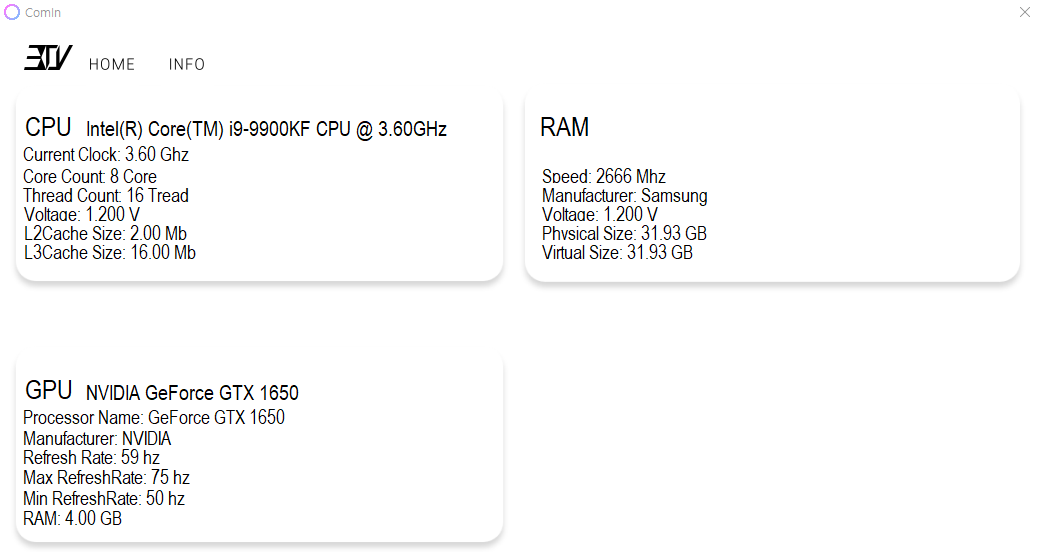 ComIn
HOME INFO
CPU Intel(R) Core(TM) i9-9900KF CPU @ 3.60GHz
Current Clock: 3.60 Ghz
Core Count: 8 Core
Thread Count: 16 Tread
Voltage: 1.200 V
L2Cache Size: 2.00 Mb
L3Cache Size: 16.00 Mb
RAM
Speed: 2666 Mhz
Manufacturer: Samsung
Voltage: 1.200 V
Physical Size: 31.93 GB
Virtual Size: 31.93 GB
GPU NVIDIA GeForce GTX 1650
Processor Name: GeForce GTX 1650
Manufacturer: NVIDIA
Refresh Rate: 59 hz
Max RefreshRate: 75 hz
Min RefreshRate: 50 hz
RAM: 4.00 GB